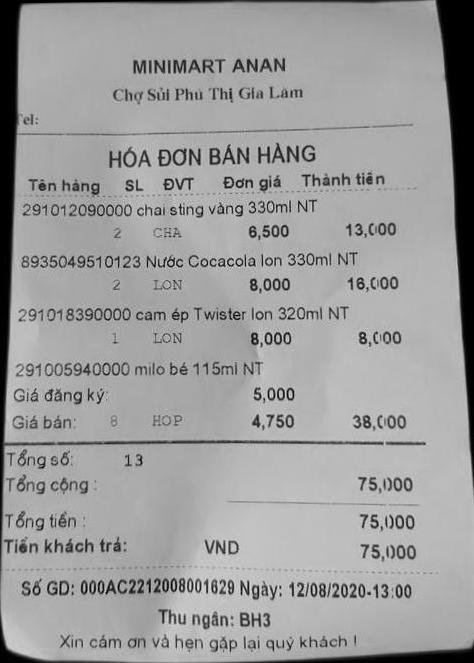 MINIMART ANAN
Chợ Sủi Phú Thị Gia Lâm
Tel:
HÓA ĐƠN BÁN HÀNG
Tên hàng SL ĐVT Đơn giá Thành tiền
291012090000 chai sting vàng 330ml NT
2 CHA 6,500 13,000
8935049510123 Nước Cocacola lon 330ml NT
2 LON 8,000 16,000
291018390000 cam ép Twister lon 320ml NT
1 LON 8,000 8,000
291005940000 milo bé 115ml NT
Giá đăng ký: 5,000
Giá bán: 8 HOP 4,750 38,000
Tổng số: 13
Tổng cộng : 75,000
Tổng tiền : 75,000
Tiền khách trả: VND 75,000
Số GD: 000AC2212008001629 Ngày: 12/08/2020-13:00
Thu ngân: BH3
Xin cám ơn và hẹn gặp lại quý khách !